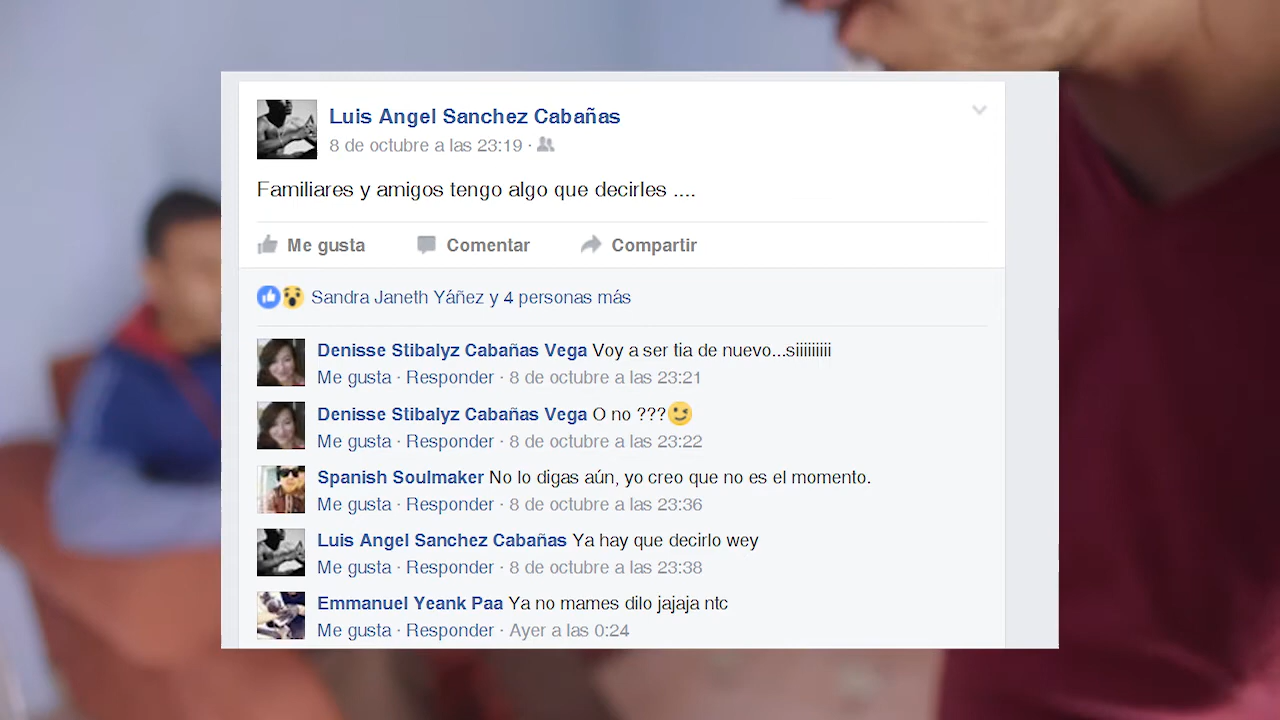 Luis Angel Sanchez Cabañas
8 de octubre a las 23:19 ·
Familiares y amigos tengo algo que decirles ....
Me gusta Comentar Compartir
Sandra Janeth Yáñez y 4 personas más
Denisse Stibalyz Cabañas Vega Voy a ser tia de nuevo...siiiiiiiii
Me gusta · Responder · 8 de octubre a las 23:21
Denisse Stibalyz Cabañas Vega O no ???😉
Me gusta · Responder · 8 de octubre a las 23:22
Spanish Soulmaker No lo digas aún, yo creo que no es el momento.
Me gusta · Responder · 8 de octubre a las 23:36
Luis Angel Sanchez Cabañas Ya hay que decirlo wey
Me gusta · Responder · 8 de octubre a las 23:38
Emmanuel Yeank Paa Ya no mames dilo jajaja ntc
Me gusta · Responder · Ayer a las 0:24